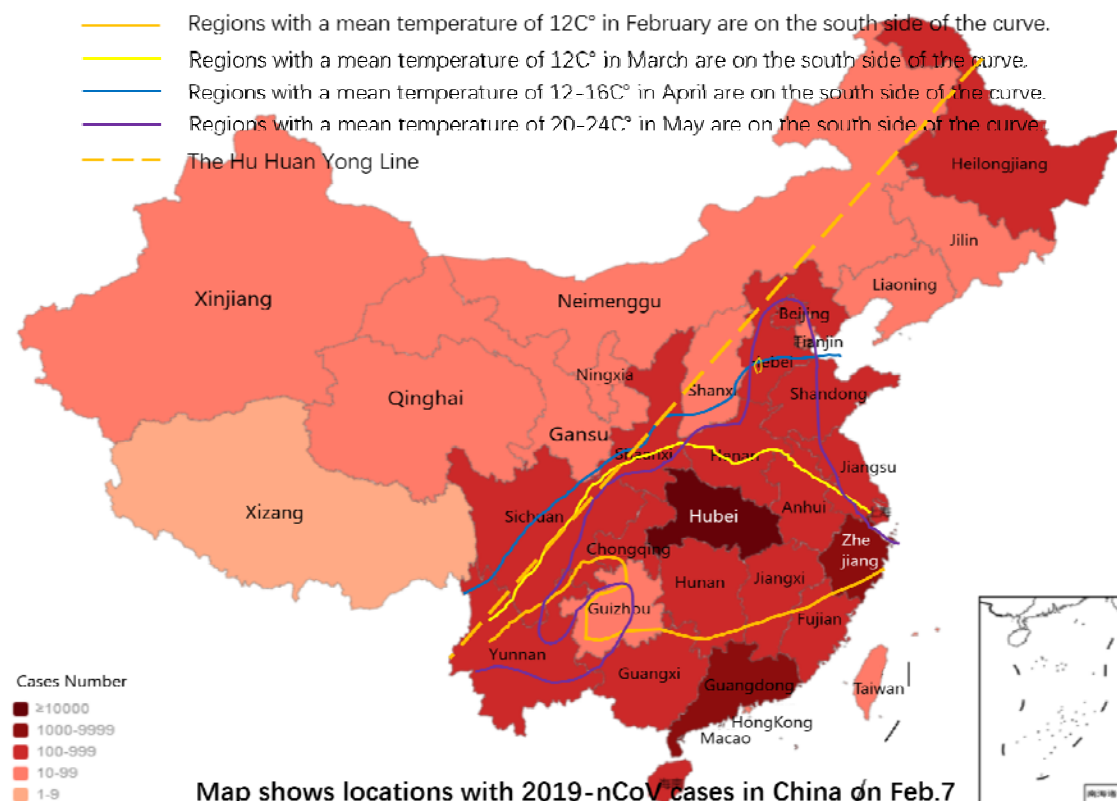 Regions with a mean temperature of 12C° in February are on the south side of the curve.
Regions with a mean temperature of 12C° in March are on the south side of the curve.
Regions with a mean temperature of 12-16C° in April are on the south side of the curve.
Regions with a mean temperature of 20-24C° in May are on the south side of the curve
The Hu Huan Yong Line
Heilongjiang
Jilin
Liaoning
Xinjiang
Neimenggu
Beijing
Tianjin
Hebei
Ningxia
Shanxi
Shandong
Qinghai
Gansu
Shaanxi
Henan
Jiangsu
Xizang
Sichuan
Hubei
Anhui
Zhe
jiang
Chongqing
Hunan
Jiangxi
Guizhou
Fujian
Yunnan
Guangxi
Guangdong
Taiwan
HongKong
Macao
Cases Number
≥10000
1000-9999
100-999
10-99
1-9
Map shows locations with 2019-nCoV cases in China on Feb.7